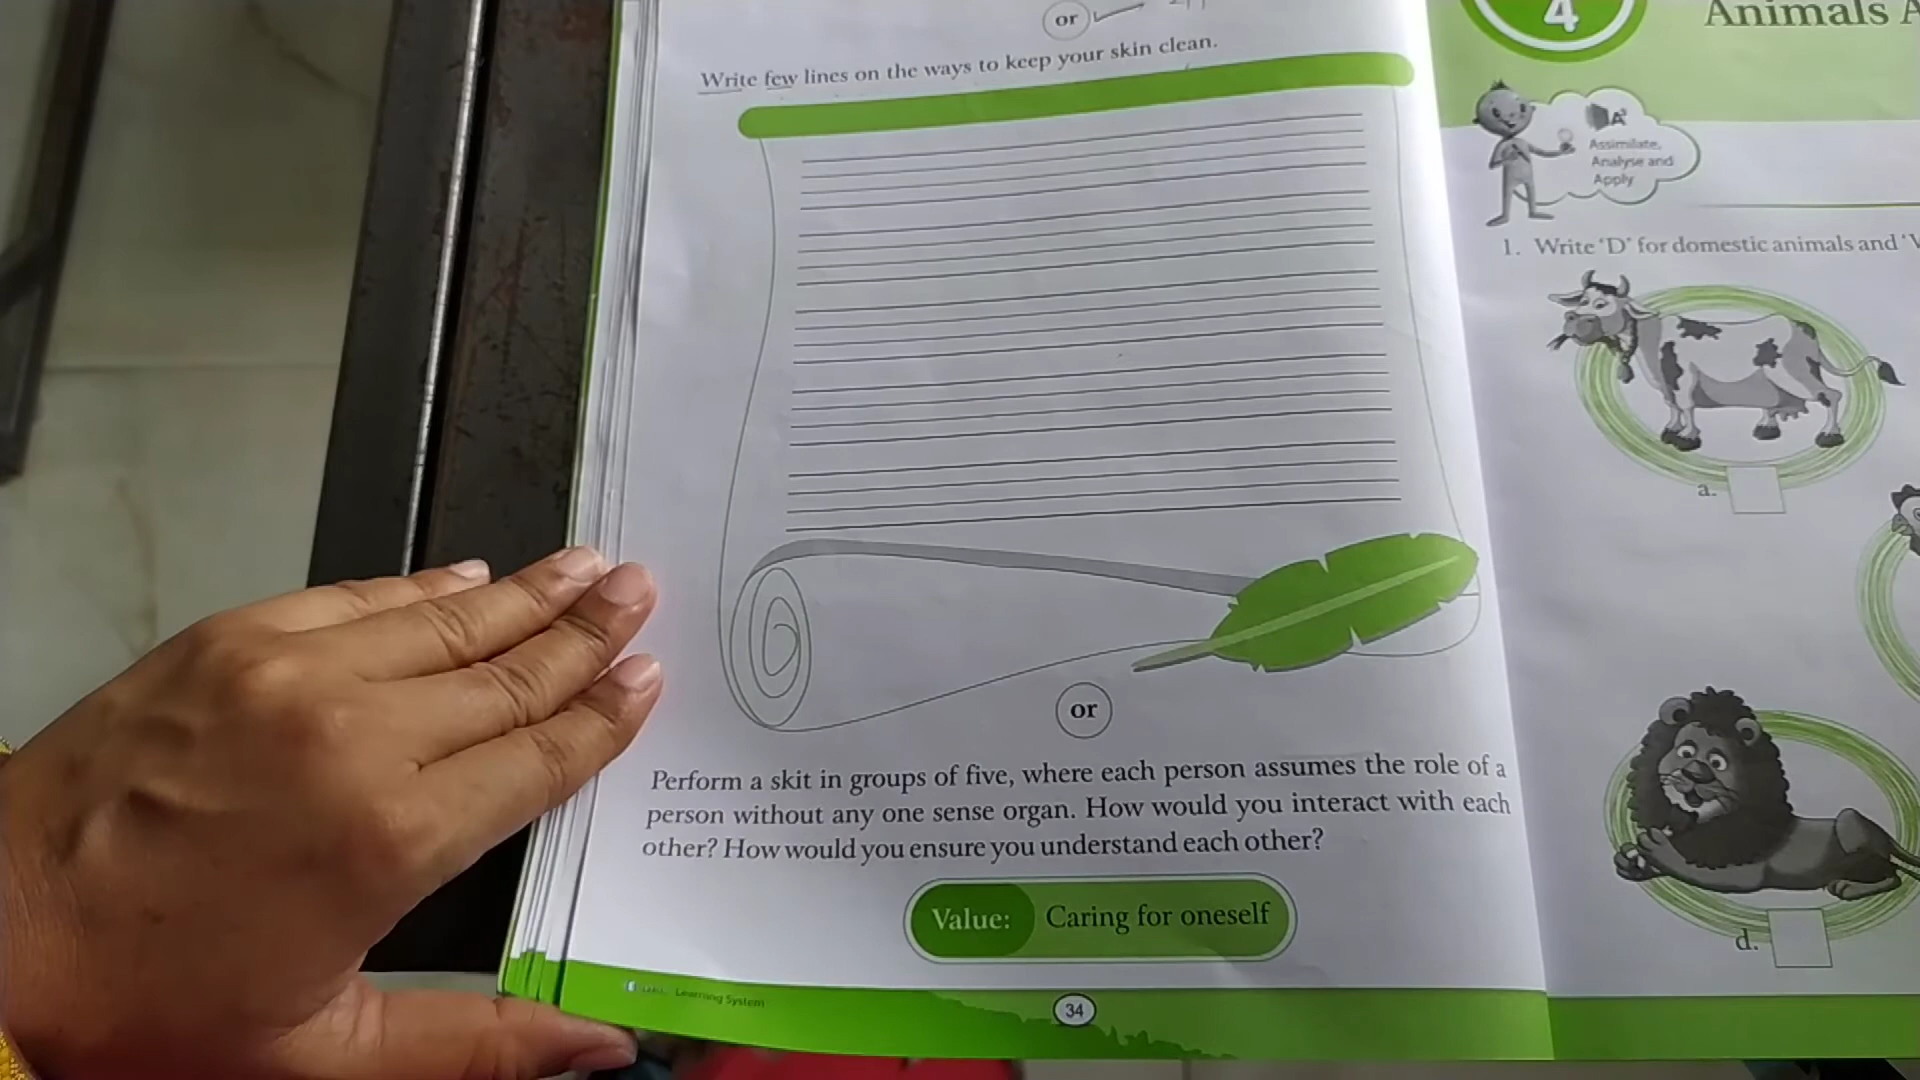 or
Write few lines on the ways to keep your skin clean.
or
Perform a skit in groups of five, where each person assumes the role of a
person without any one sense organ. How would you interact with each
other? How would you ensure you understand each other?
Value: Caring for oneself
Learning System
34
4
Animals
Assimilate,
Analyse and
Apply
1. Write ‘D’ for domestic animals and
a.
d.